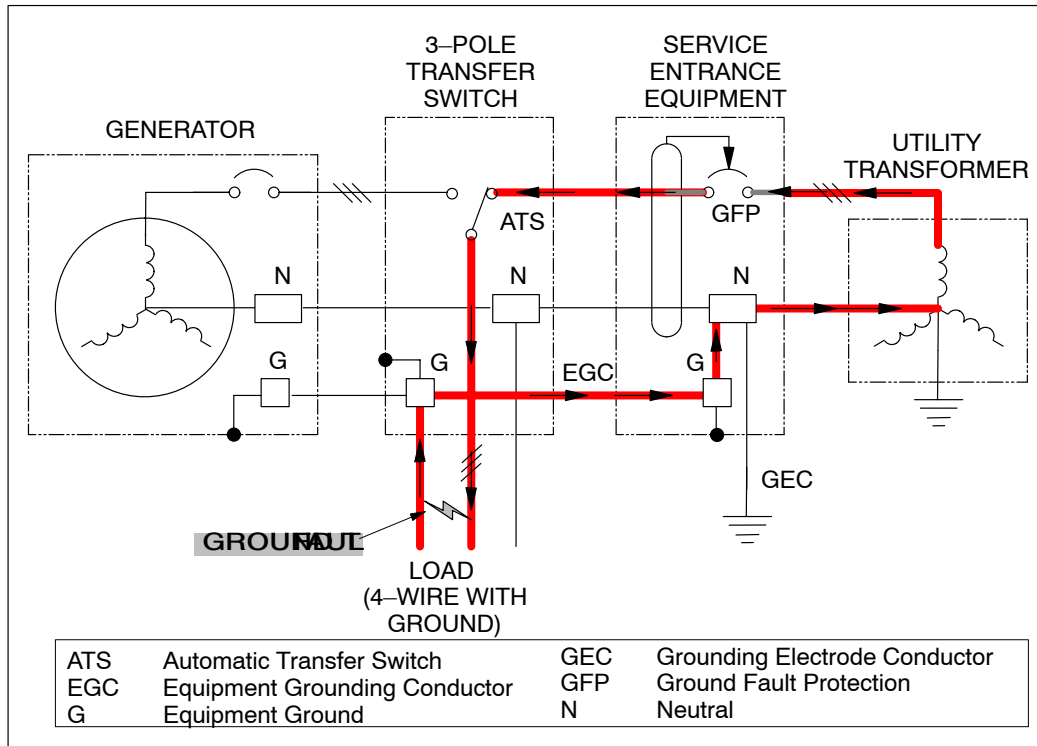 3–POLE
TRANSFER
SWITCH
SERVICE
ENTRANCE
EQUIPMENT
GENERATOR
UTILITY
TRANSFORMER
ATS
GFP
N
N
N
G
G
EGC
G
GEC
LOAD
(4–WIRE WITH
GROUND)
ATS Automatic Transfer Switch
EGC Equipment Grounding Conductor
G Equipment Ground
GEC Grounding Electrode Conductor
GFP Ground Fault Protection
N Neutral